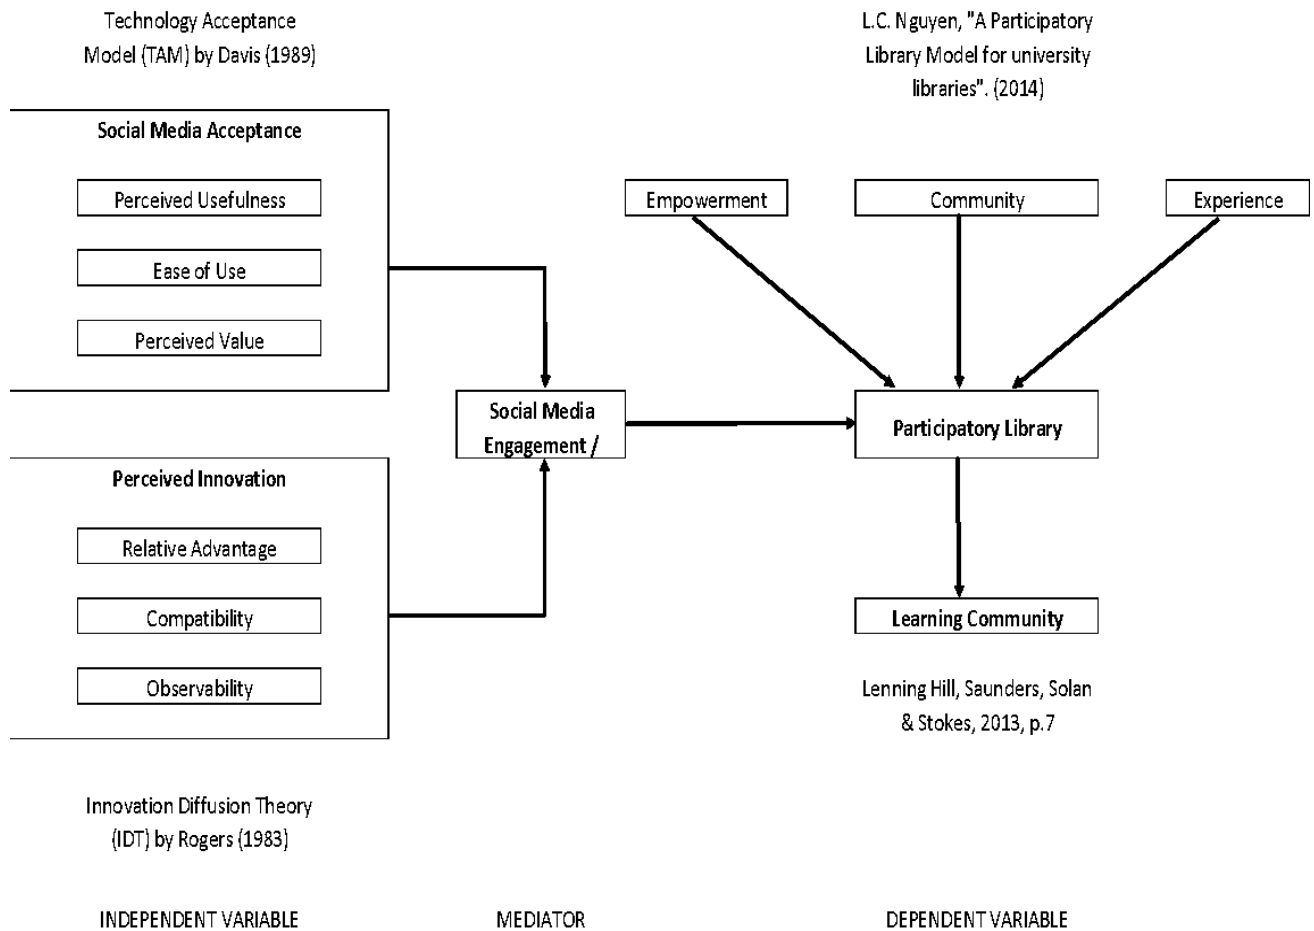 Technology Acceptance
Model (TAM) by Davis (1989)
L.C. Nguyen, "A Participatory
Library Model for university
libraries". (2014)
Social Media Acceptance
Perceived Usefulness
Ease of Use
Perceived Value
Empowerment
Community
Experience
Social Media
Engagement /
Participatory Library
Perceived Innovation
Relative Advantage
Compatibility
Observability
Learning Community
Lenning Hill, Saunders, Solan
& Stokes, 2013, p.7
Innovation Diffusion Theory
(IDT) by Rogers (1983)
INDEPENDENT VARIABLE
MEDIATOR
DEPENDENT VARIABLE